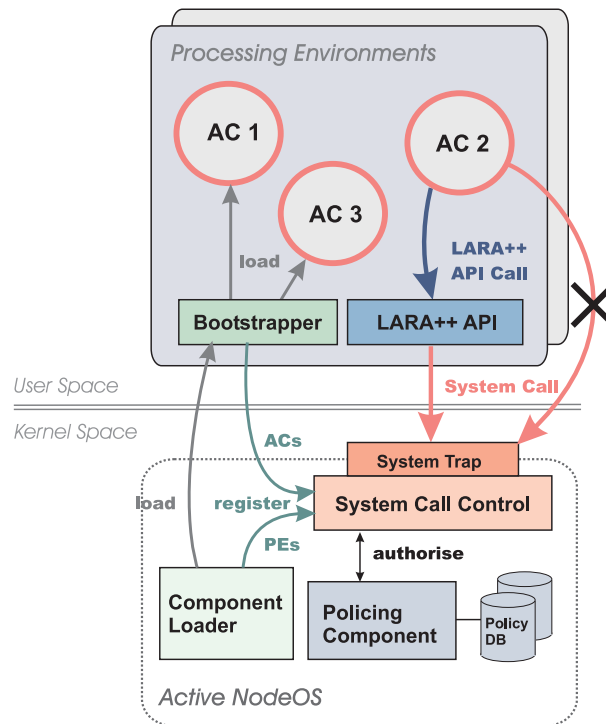 Processing Environments
AC 1
AC 2
AC 3
load
LARA++
API Call
Bootstrapper
LARA++ API
User Space
System Call
Kernel Space
ACs
System Trap
load
register
System Call Control
PEs
authorise
Component
Loader
Policing
Component
Policy
DB
Active NodeOS